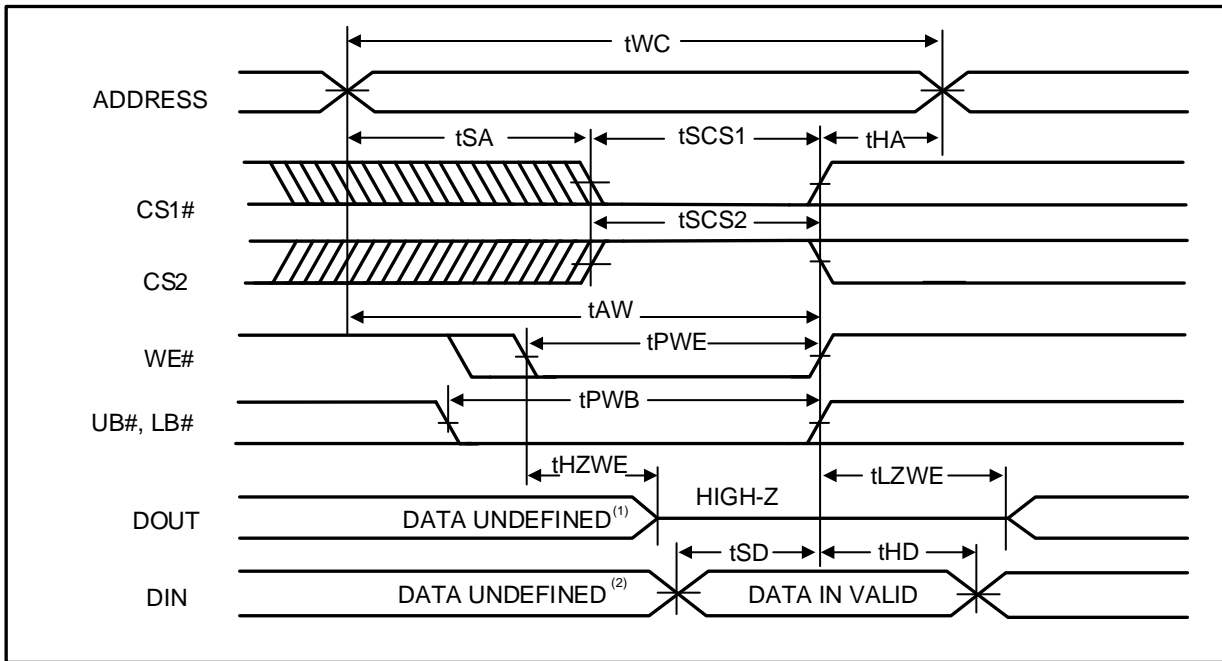 tWC
ADDRESS
tSA
tSCS1
tHA
CS1#
tSCS2
CS2
tAW
WE#
tPWE
UB#, LB#
tPWB
tHZWE
tLZWE
HIGH-Z
DOUT
DATA UNDEFINED(1)
tSD
tHD
DIN
DATA UNDEFINED(2)
DATA IN VALID